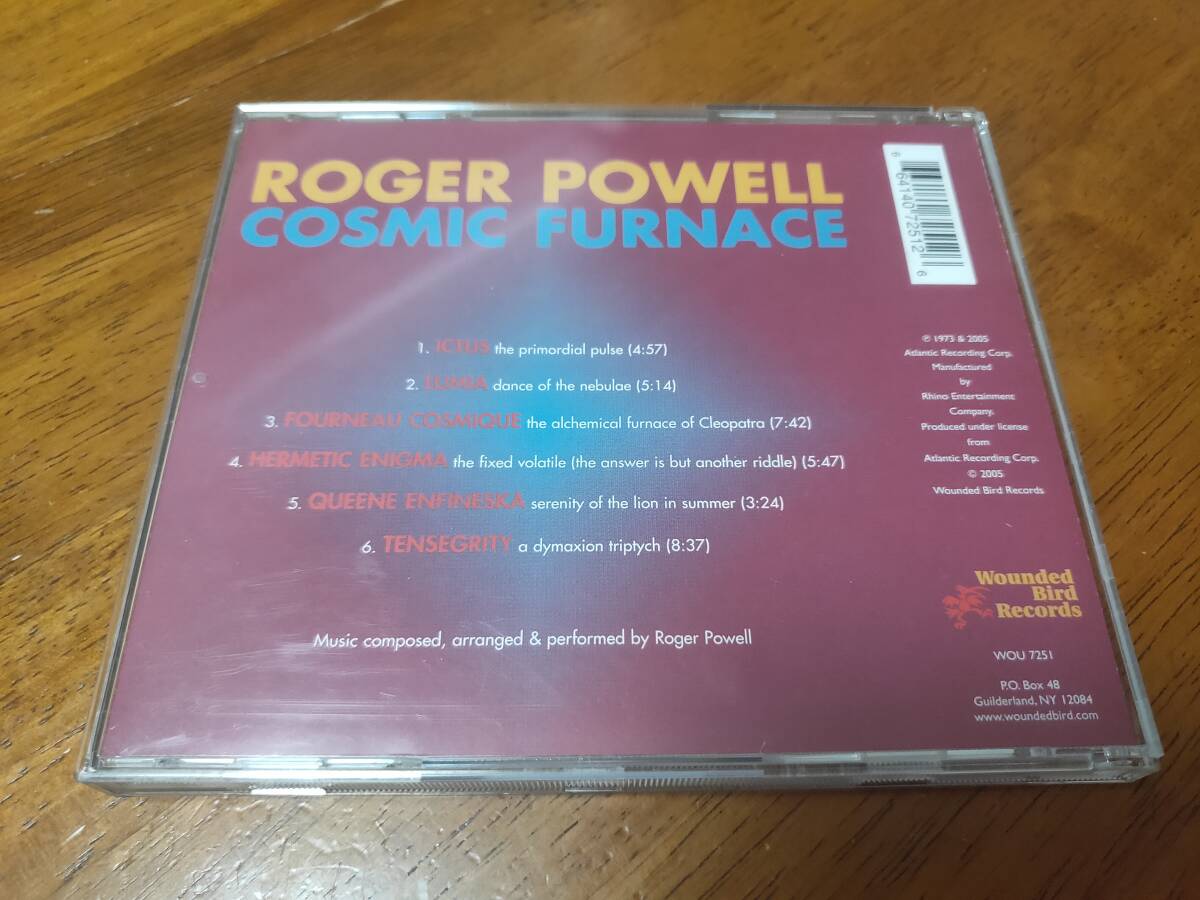 ROGER POWELL
COSMIC FURNACE
6 64140 72512 6
1. ICTUS the primordial pulse (4:57)
2. LUMIA dance of the nebulae (5:14)
3. FOURNEAU COSMIQUE the alchemical furnace of Cleopatra (7:42)
4. HERMETIC ENIGMA the fixed volatile (the answer is but another riddle) (5:47)
5. QUEENE ENFINESKA serenity of the lion in summer (3:24)
6. TENSEGRITY a dymaxion triptych (8:37)
Music composed, arranged & performed by Roger Powell
℗ 1973 & 2005
Atlantic Recording Corp.
Manufactured
by
Rhino Entertainment
Company.
Produced under license
from
Atlantic Recording Corp.
© 2005
Wounded Bird Records
Wounded
Bird
Records
WOU 7251
P.O. Box 48
Guilderland, NY 12084
www.woundedbird.com